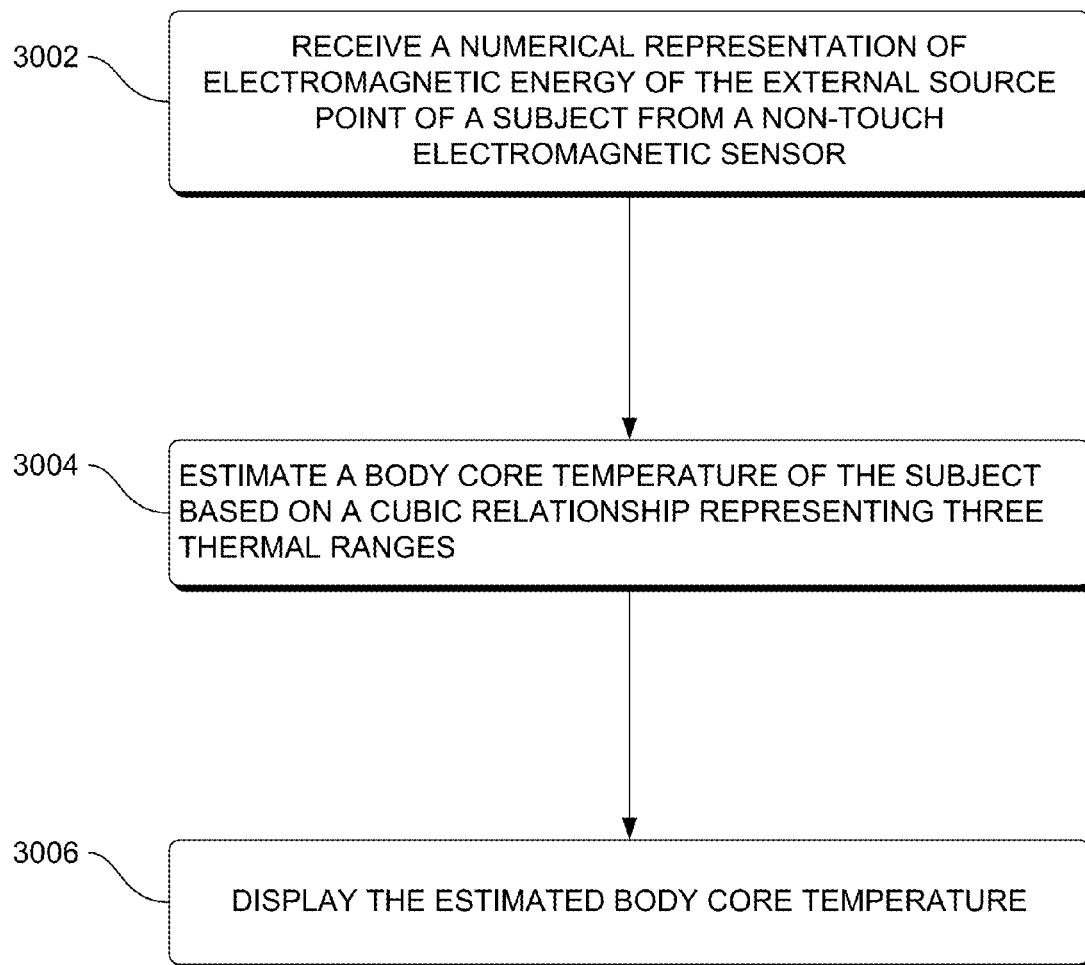 3002
RECEIVE A NUMERICAL REPRESENTATION OF
ELECTROMAGNETIC ENERGY OF THE EXTERNAL SOURCE
POINT OF A SUBJECT FROM A NON-TOUCH
ELECTROMAGNETIC SENSOR
3004
ESTIMATE A BODY CORE TEMPERATURE OF THE SUBJECT
BASED ON A CUBIC RELATIONSHIP REPRESENTING THREE
THERMAL RANGES
3006
DISPLAY THE ESTIMATED BODY CORE TEMPERATURE